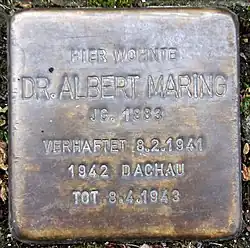 HIER WOHNTE
DR. ALBERT MARING
JG. 1883
VERHAFTET 8.2.1941
1942 DACHAU
TOT 8.4.1943